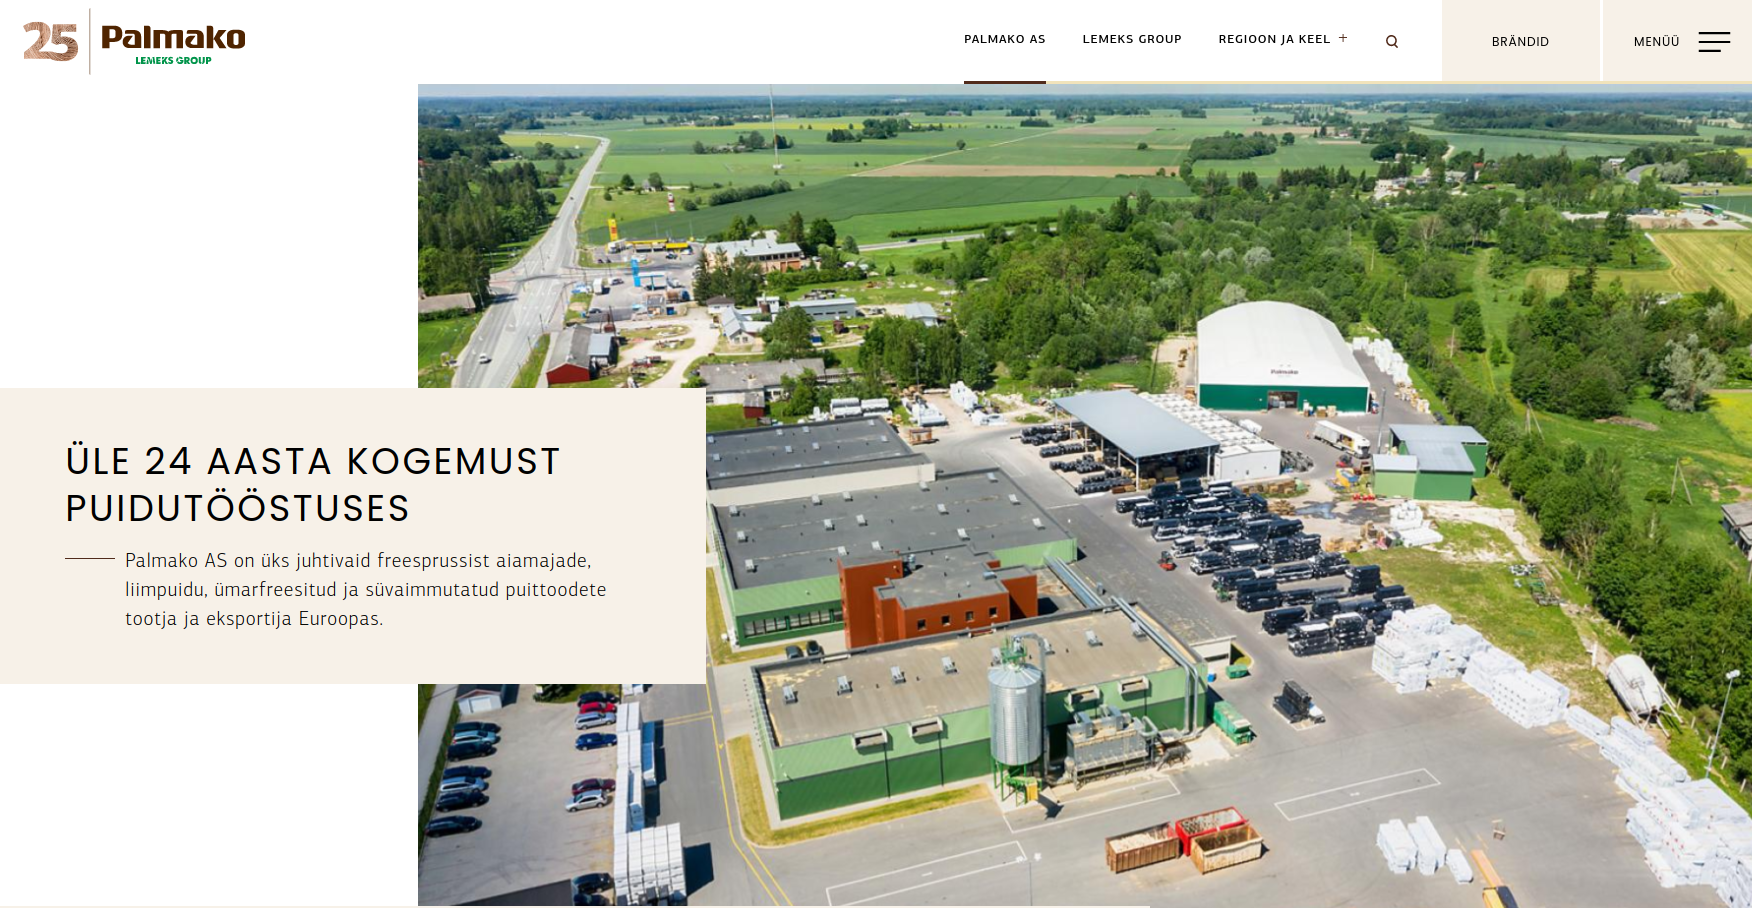 25
Palmako
LEMEKS GROUP
PALMAKO AS
LEMEKS GROUP
REGIOON JA KEEL +
BRÄNDID
MENÜÜ
Palmako
ÜLE 24 AASTA KOGEMUST
PUIDUTÖÖSTUSES
Palmako AS on üks juhtivaid freesprussist aiamajade,
liimpuidu, ümarfreesitud ja süvaimmutatud puittoodete
tootja ja eksportija Euroopas.